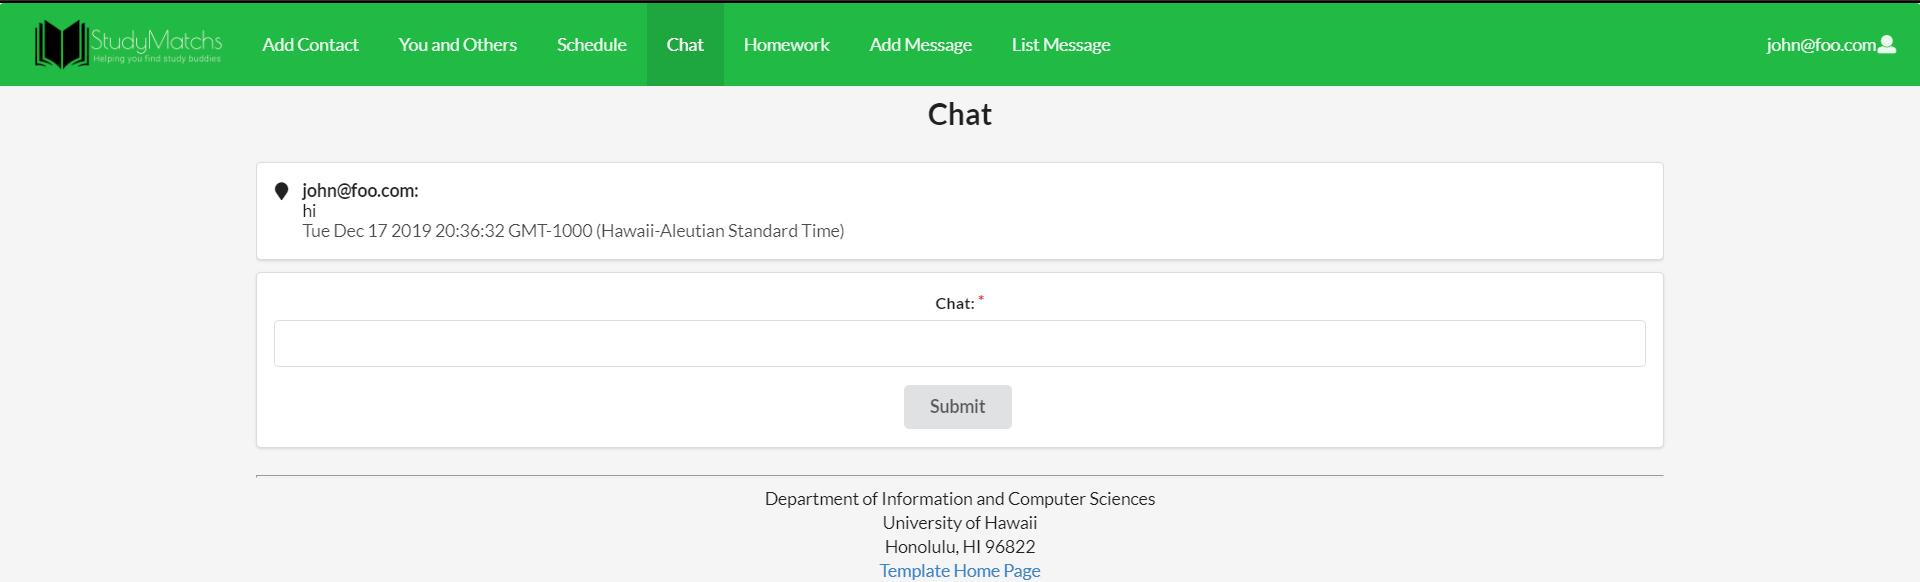 StudyMatchs
Helping you find study buddies
Add Contact You and Others Schedule Chat Homework Add Message List Message john@foo.com
Chat
john@foo.com:
hi
Tue Dec 17 2019 20:36:32 GMT-1000 (Hawaii-Aleutian Standard Time)
Chat: *
Submit
Department of Information and Computer Sciences
University of Hawaii
Honolulu, HI 96822
Template Home Page